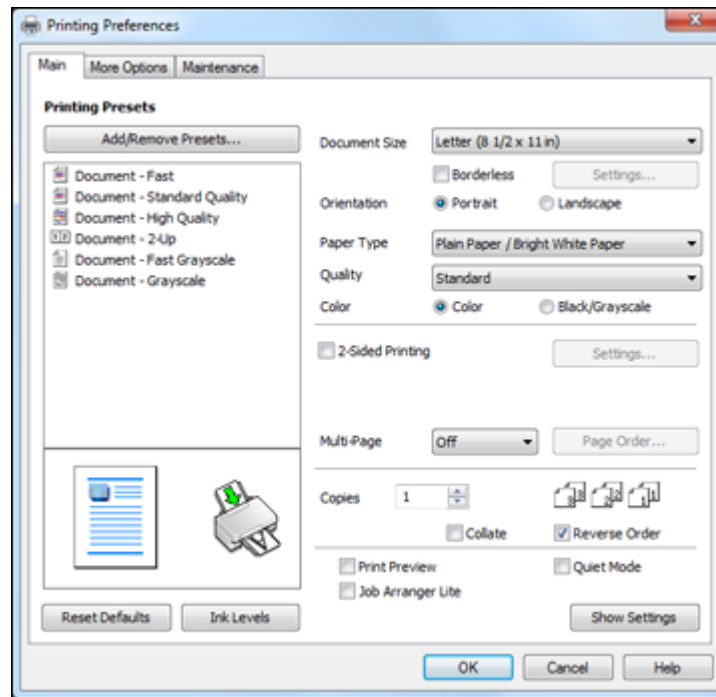 Printing Preferences
Main More Options Maintenance
Printing Presets
Add/Remove Presets...
Document - Fast
Document - Standard Quality
Document - High Quality
Document - 2-Up
Document - Fast Grayscale
Document - Grayscale
Reset Defaults Ink Levels
Document Size Letter (8 1/2 x 11 in)
Borderless Settings...
Orientation Portrait Landscape
Paper Type Plain Paper / Bright White Paper
Quality Standard
Color Color Black/Grayscale
2-Sided Printing Settings...
Multi-Page Off Page Order...
Copies 1
Collate Reverse Order
Print Preview Quiet Mode
Job Arranger Lite
Show Settings
OK Cancel Help